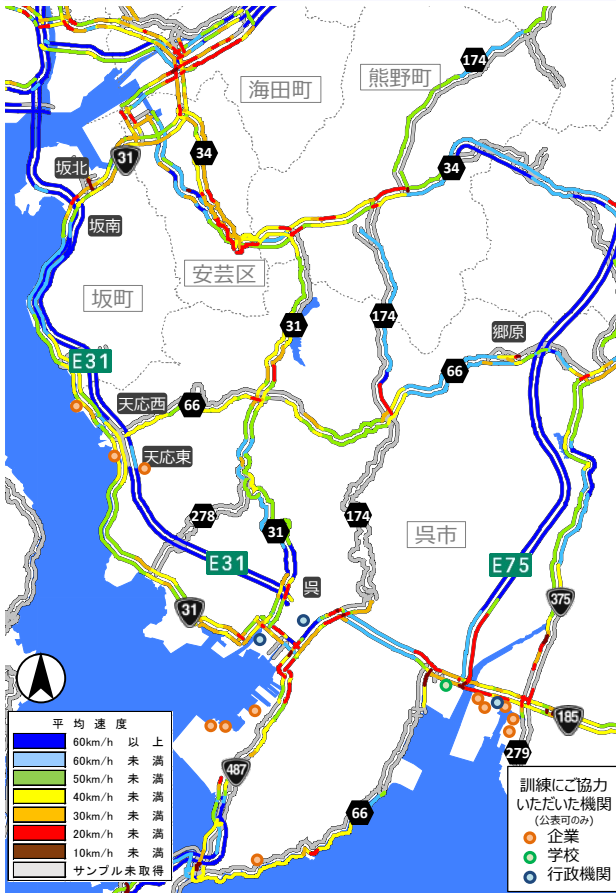 174
海田町
熊野町
31
34
坂北
34
坂南
安芸区
坂町
31
174
郷原
E31
66
天応西
66
天応東
278
174
31
呉市
E31
E75
呉
31
375
185
487
279
66
平均速度
60km/h 以上
60km/h 未満
50km/h 未満
40km/h 未満
30km/h 未満
20km/h 未満
10km/h 未満
サンプル未取得
訓練にご協力
いただいた機関
(公表可のみ)
企業
学校
行政機関